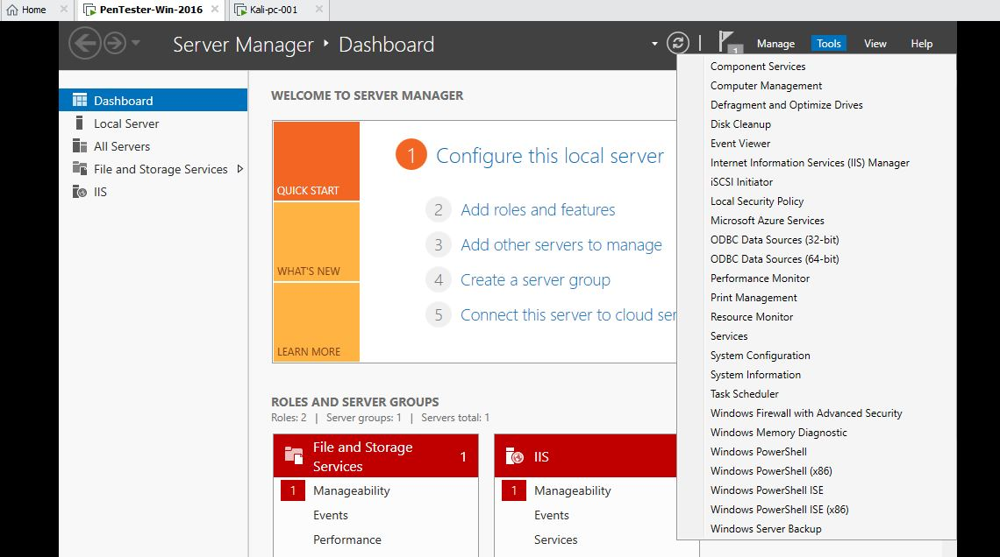 Home
PenTester-Win-2016
Kali-pc-001
Server Manager ‣ Dashboard
1
Manage
Tools
View
Help
Dashboard
Local Server
All Servers
File and Storage Services
IIS
WELCOME TO SERVER MANAGER
QUICK START
WHAT'S NEW
LEARN MORE
1 Configure this local server
2 Add roles and features
3 Add other servers to manage
4 Create a server group
5 Connect this server to cloud ser
ROLES AND SERVER GROUPS
Roles: 2 | Server groups: 1 | Servers total: 1
File and Storage
Services
1
1 Manageability
Events
Performance
IIS
1 Manageability
Events
Services
Component Services
Computer Management
Defragment and Optimize Drives
Disk Cleanup
Event Viewer
Internet Information Services (IIS) Manager
iSCSI Initiator
Local Security Policy
Microsoft Azure Services
ODBC Data Sources (32-bit)
ODBC Data Sources (64-bit)
Performance Monitor
Print Management
Resource Monitor
Services
System Configuration
System Information
Task Scheduler
Windows Firewall with Advanced Security
Windows Memory Diagnostic
Windows PowerShell
Windows PowerShell (x86)
Windows PowerShell ISE
Windows PowerShell ISE (x86)
Windows Server Backup